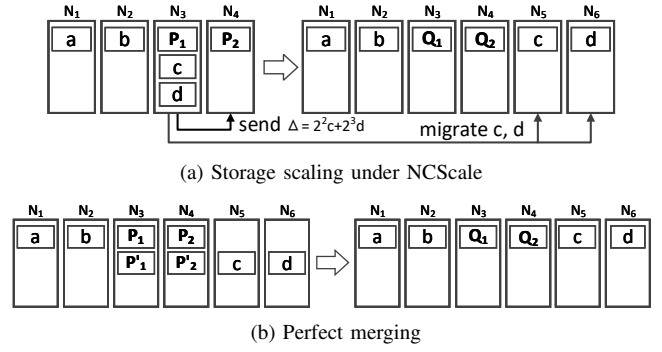 N₁ N₂ N₃ N₄ N₁ N₂ N₃ N₄ N₅ N₆
a b P₁ P₂ a b Q₁ Q₂ c d
c
d
send Δ = 2²c+2³d
migrate c, d
(a) Storage scaling under NCScale
N₁ N₂ N₃ N₄ N₅ N₆ N₁ N₂ N₃ N₄ N₅ N₆
a b P₁ P₂ a b Q₁ Q₂ c d
P'₁ P'₂ c d
(b) Perfect merging